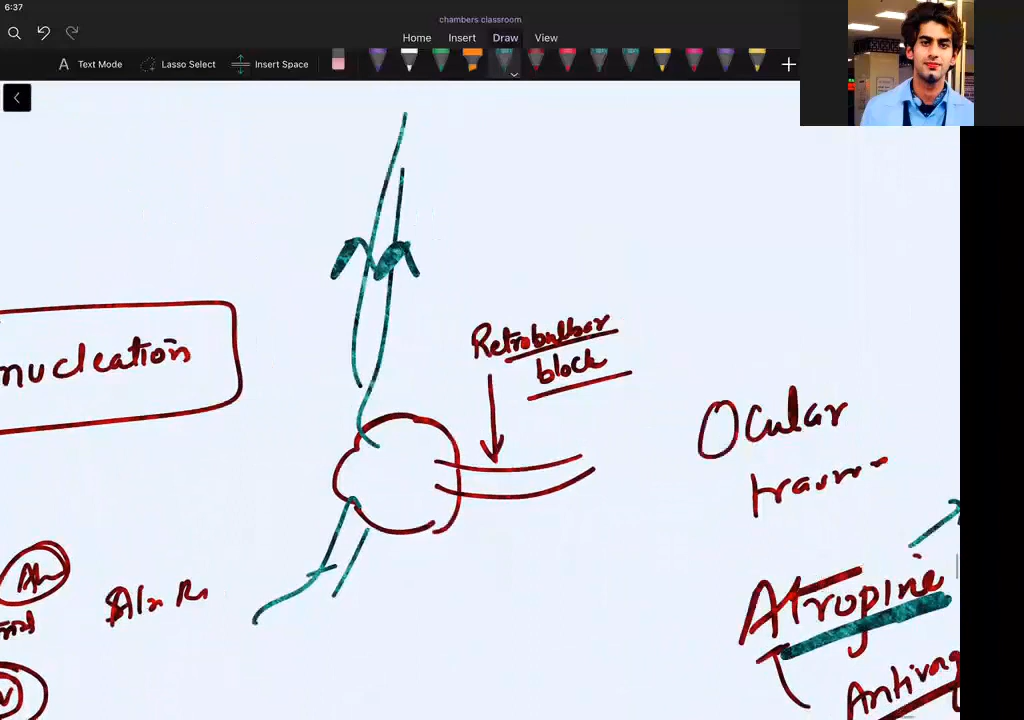 6:37
chambers classroom
Home Insert Draw View
Text Mode
Lasso Select
Insert Space
Retrobulbar
block
nucleation
Ocular
Atropine